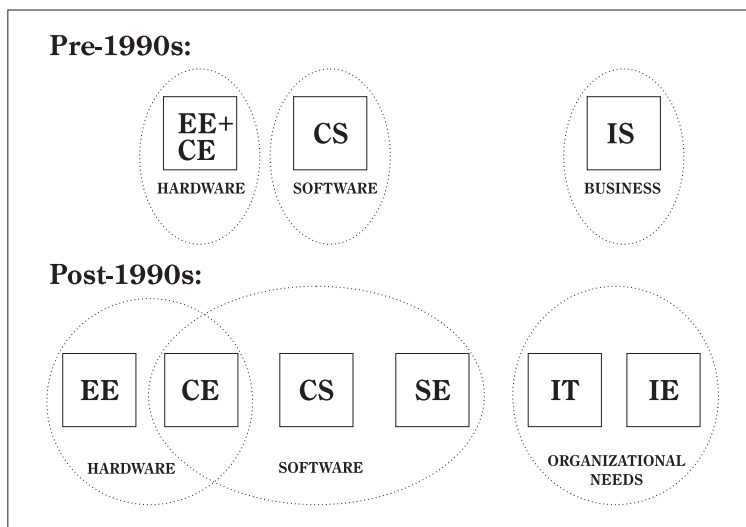 Pre-1990s:
EE+
CE
CS
IS
HARDWARE
SOFTWARE
BUSINESS
Post-1990s:
EE
CE
CS
SE
IT
IE
HARDWARE
SOFTWARE
ORGANIZATIONAL
NEEDS